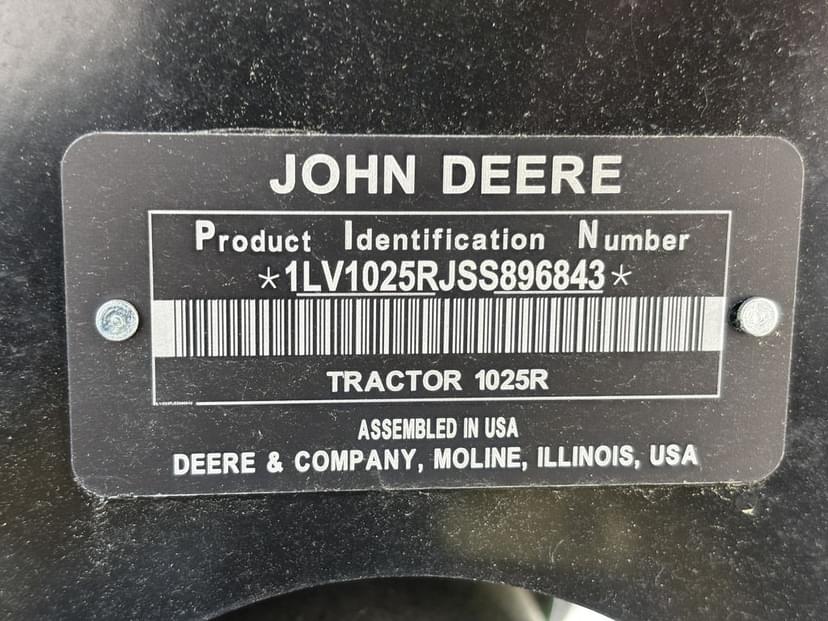 JOHN DEERE
Product Identification Number
*1LV1025RJSS896843*
TRACTOR 1025R
ASSEMBLED IN USA
DEERE & COMPANY, MOLINE, ILLINOIS, USA